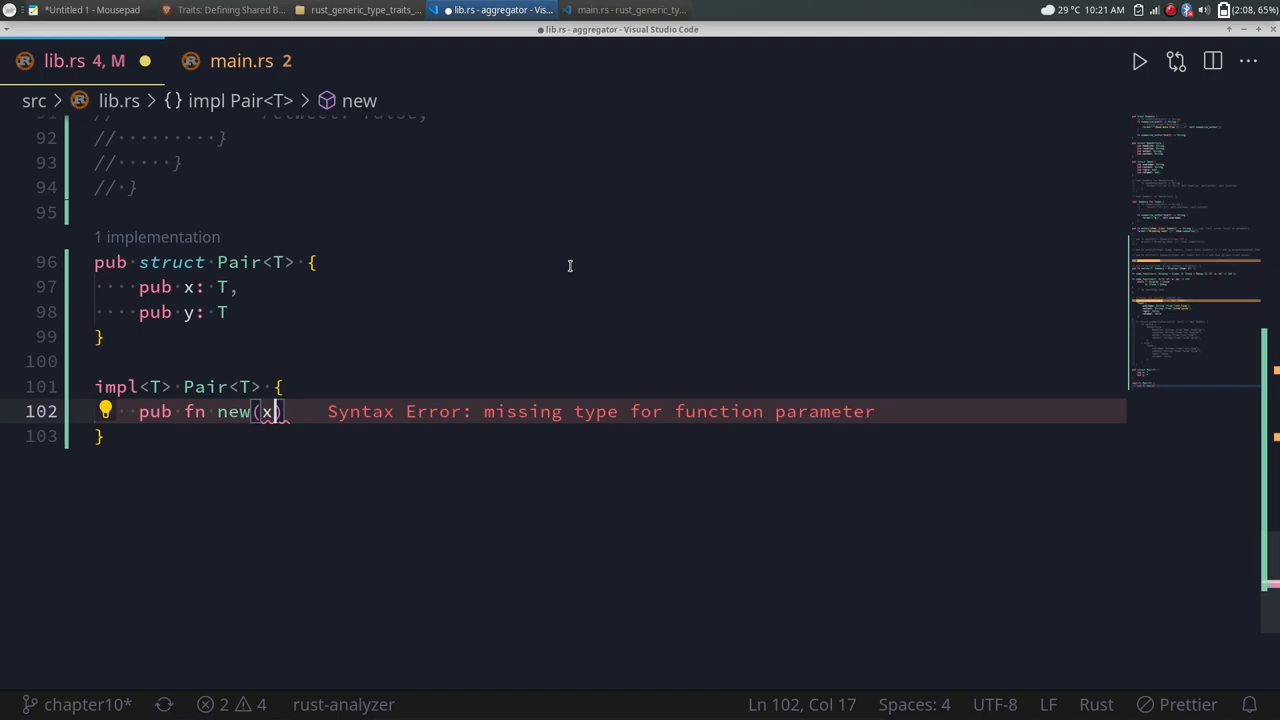 *Untitled 1 - Mousepad
Traits: Defining Shared B...
rust_generic_type_traits_...
● lib.rs - aggregator - Vis...
main.rs - rust_generic_ty...
29 °C 10:21 AM (2:08, 65%)
● lib.rs - aggregator - Visual Studio Code
lib.rs 4, M ●
main.rs 2
src > lib.rs > {} impl Pair<T> > new
91 // retweet: false,
92 //·········}
93 //·····}
94 //·}
95
1 implementation
96 pub·struct·Pair<T>·{
97 ····pub·x:·T,
98 ····pub·y:·T
99 }
100
101 impl<T>·Pair<T>·{
102 pub·fn·new(x) Syntax Error: missing type for function parameter
103 }
chapter10* 2 4 rust-analyzer Ln 102, Col 17 Spaces: 4 UTF-8 LF Rust Prettier